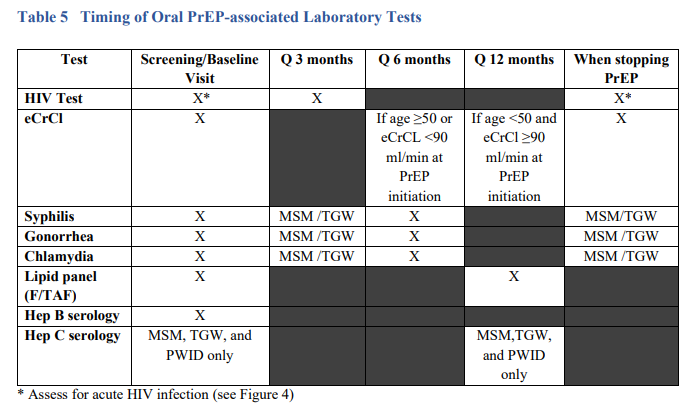 Table 5 Timing of Oral PrEP-associated Laboratory Tests
Test Screening/Baseline Visit Q 3 months Q 6 months Q 12 months When stopping PrEP
HIV Test X* X X*
eCrCl X If age ≥50 or eCrCL <90 ml/min at PrEP initiation If age <50 and eCrCl ≥90 ml/min at PrEP initiation X
Syphilis X MSM /TGW X MSM/TGW
Gonorrhea X MSM /TGW X MSM /TGW
Chlamydia X MSM /TGW X MSM /TGW
Lipid panel (F/TAF) X X
Hep B serology X
Hep C serology MSM, TGW, and PWID only MSM,TGW, and PWID only
* Assess for acute HIV infection (see Figure 4)